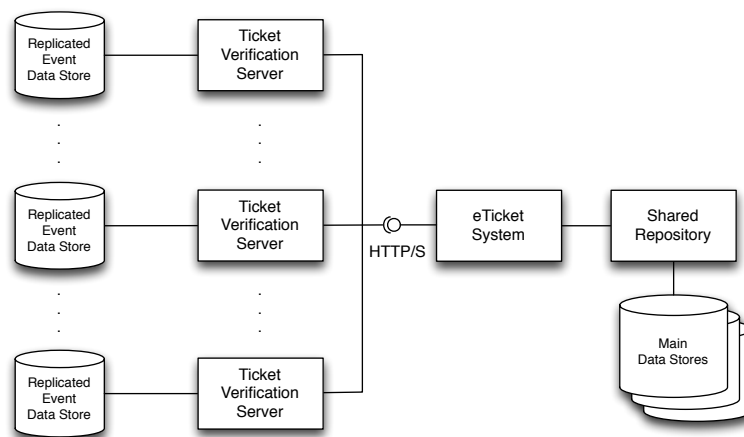 Replicated
Event
Data Store
Ticket
Verification
Server
Replicated
Event
Data Store
Ticket
Verification
Server
HTTP/S
eTicket
System
Shared
Repository
Main
Data Stores
Replicated
Event
Data Store
Ticket
Verification
Server